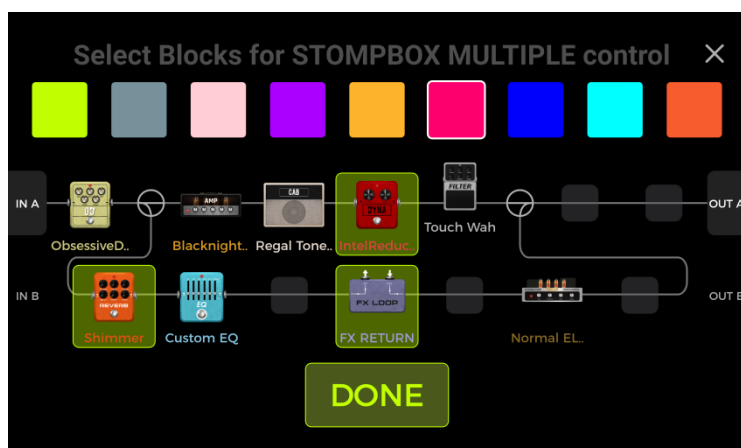 Select Blocks for STOMPBOX MULTIPLE control
IN A
OD
AMP
CAB
DYNA
FILTER
OUT A
ObsessiveD..
Blacknight..
Regal Tone..
IntelReduc..
Touch Wah
IN B
REVERB
EQ
FX LOOP
OUT B
Shimmer
Custom EQ
FX RETURN
Normal EL..
DONE